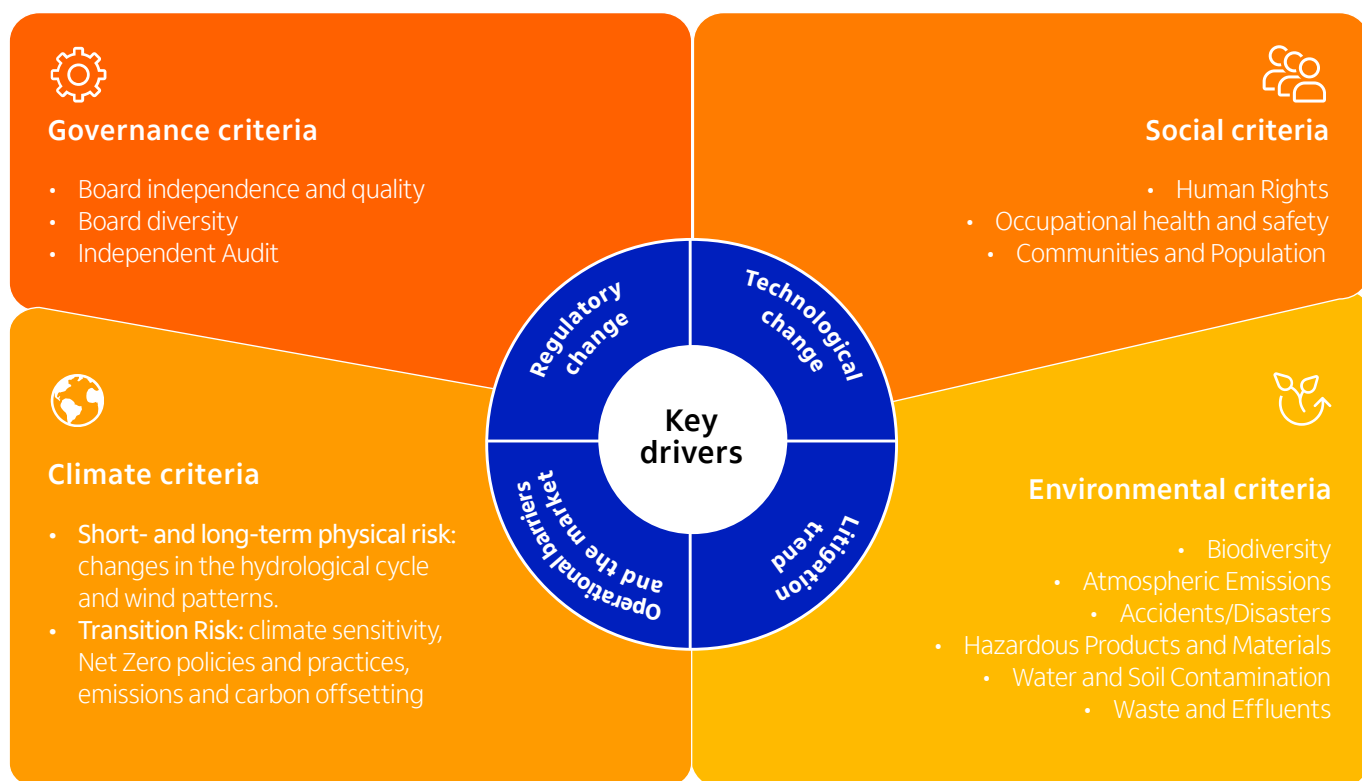 Governance criteria
• Board independence and quality
• Board diversity
• Independent Audit
Social criteria
• Human Rights
• Occupational health and safety
• Communities and Population
Regulatory
change
Technological
change
Key
drivers
Operational barriers
and the market
Litigation
trend
Climate criteria
• Short- and long-term physical risk:
changes in the hydrological cycle
and wind patterns.
• Transition Risk: climate sensitivity,
Net Zero policies and practices,
emissions and carbon offsetting
Environmental criteria
• Biodiversity
• Atmospheric Emissions
• Accidents/Disasters
• Hazardous Products and Materials
• Water and Soil Contamination
• Waste and Effluents